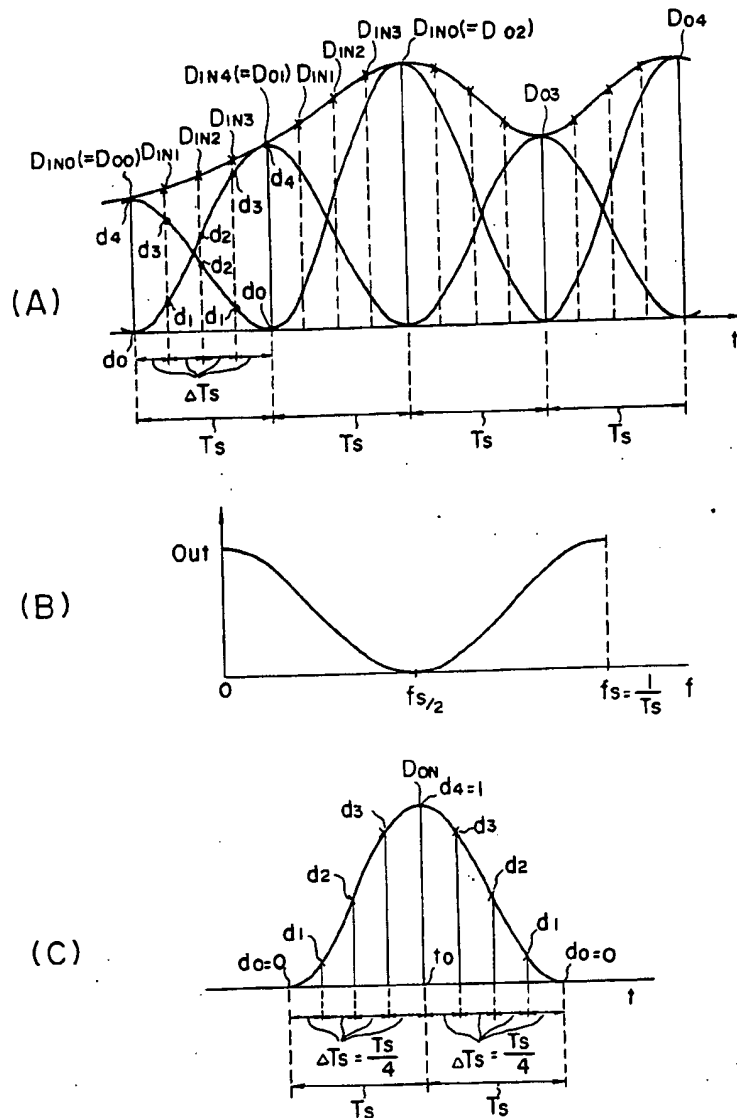 DIN3 DIN0(=D02) D04
DIN2
DIN4(=D01) DIN1 D03
DIN3
DIN2
DIN0(=D00) DIN1
d4 d3 d4
d3 d2
d2 d0
(A)
d1 d1 t
d0
ΔTs
Ts Ts Ts Ts
Out
(B)
0 fs/2 fs=1/Ts f
D0N
d4=1
d3 d3
d2 d2
(C)
d1 d1
d0=0 t0 d0=0
t
ΔTs=Ts/4 ΔTs=Ts/4
Ts Ts